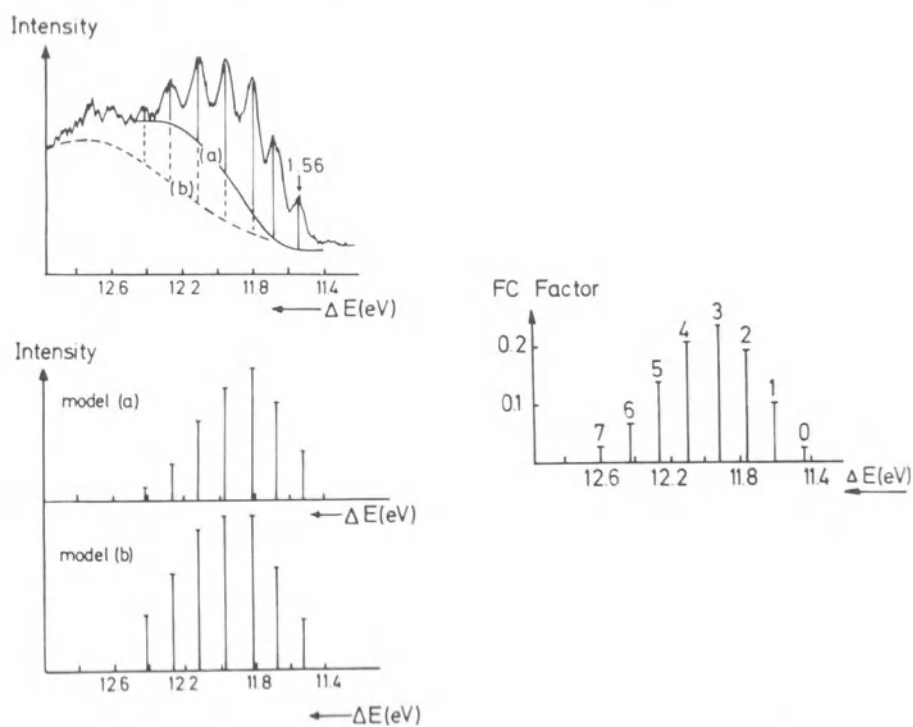 Intensity
(a)
(b)
1.56
12.6 12.2 11.8 11.4
ΔE(eV)
Intensity
model (a)
ΔE(eV)
model (b)
12.6 12.2 11.8 11.4
ΔE(eV)
FC Factor
0.2
0.1
7 6 5 4 3 2 1 0
12.6 12.2 11.8 11.4
ΔE(eV)